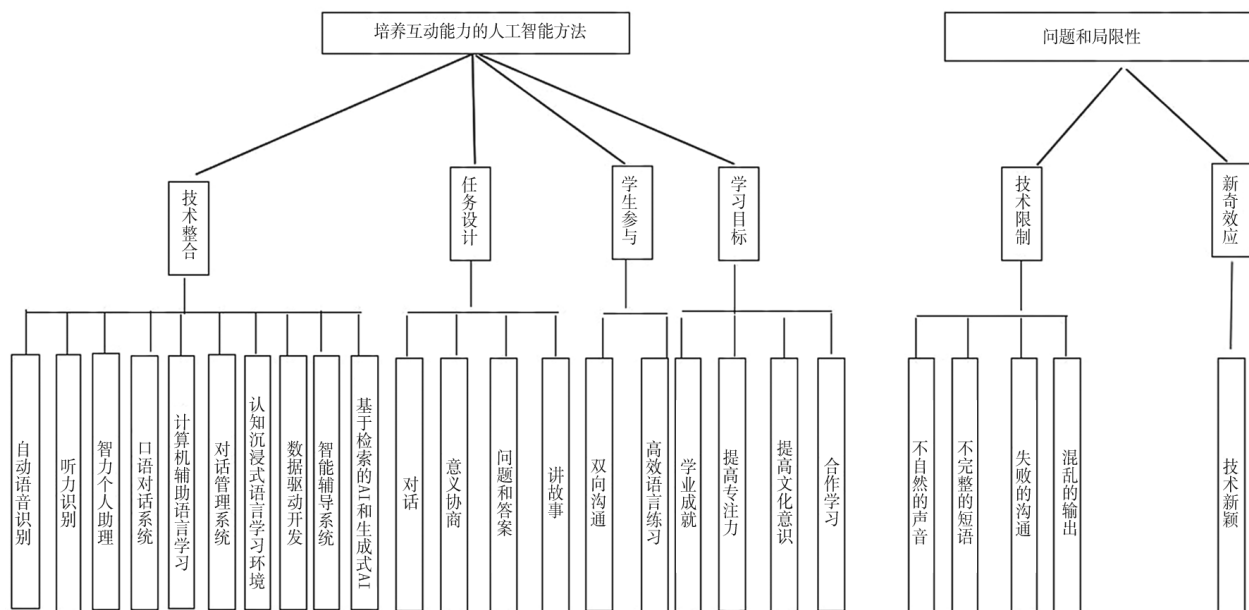 培养互动能力的人工智能方法
问题和局限性
技术整合
任务设计
学生参与
学习目标
技术限制
新奇效应
自动语音识别
听力识别
智力个人助理
口语对话系统
计算机辅助语言学习
对话管理系统
认知沉浸式语言学习环境
数据驱动开发
智能辅导系统
基于检索的AI和生成式AI
对话
意义协商
问题和答案
讲故事
双向沟通
高效语言练习
学业成就
提高专注力
提高文化意识
合作学习
不自然的声音
不完整的短语
失败的沟通
混乱的输出
技术新颖